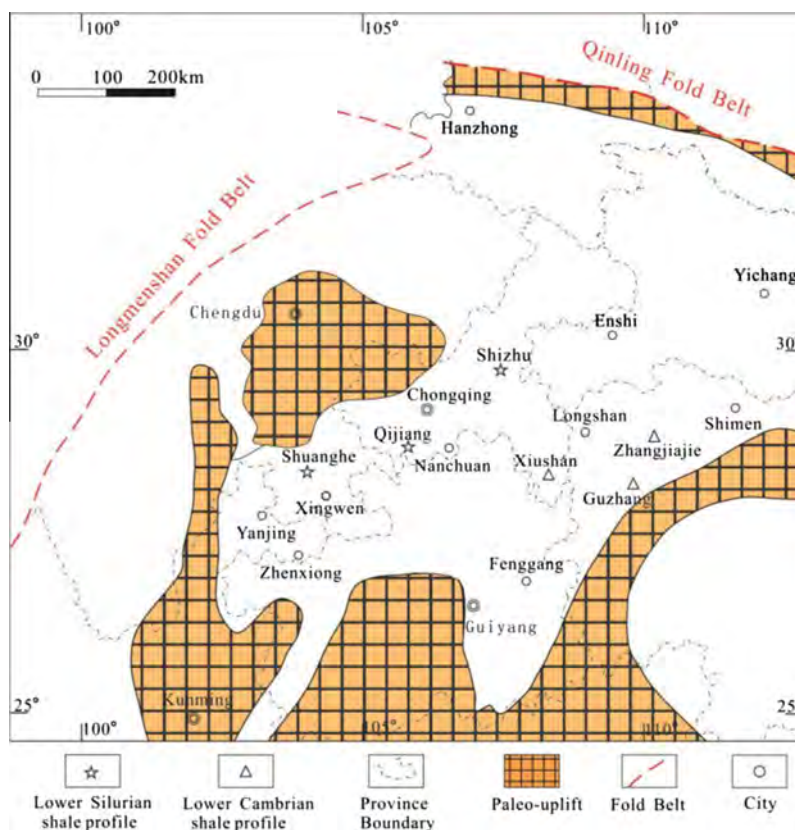 100°
105°
110°
0 100 200km
Qinling Fold Belt
Hanzhong
Longmenshan Fold Belt
Yichang
Chengdu
Enshi
30°
30
Shizhu
Chongqing
Longshan
Shimen
Qijiang
Zhangjiajie
Shuanghe
Nanchuan
Xiushan
Guzhang
Xingwen
Yanjing
Fenggang
Zhenxiong
Guiyang
25°
25
Kunming
100°
105°
110°
Lower Silurian
shale profile
Lower Cambrian
shale profile
Province
Boundary
Paleo-uplift
Fold Belt
City